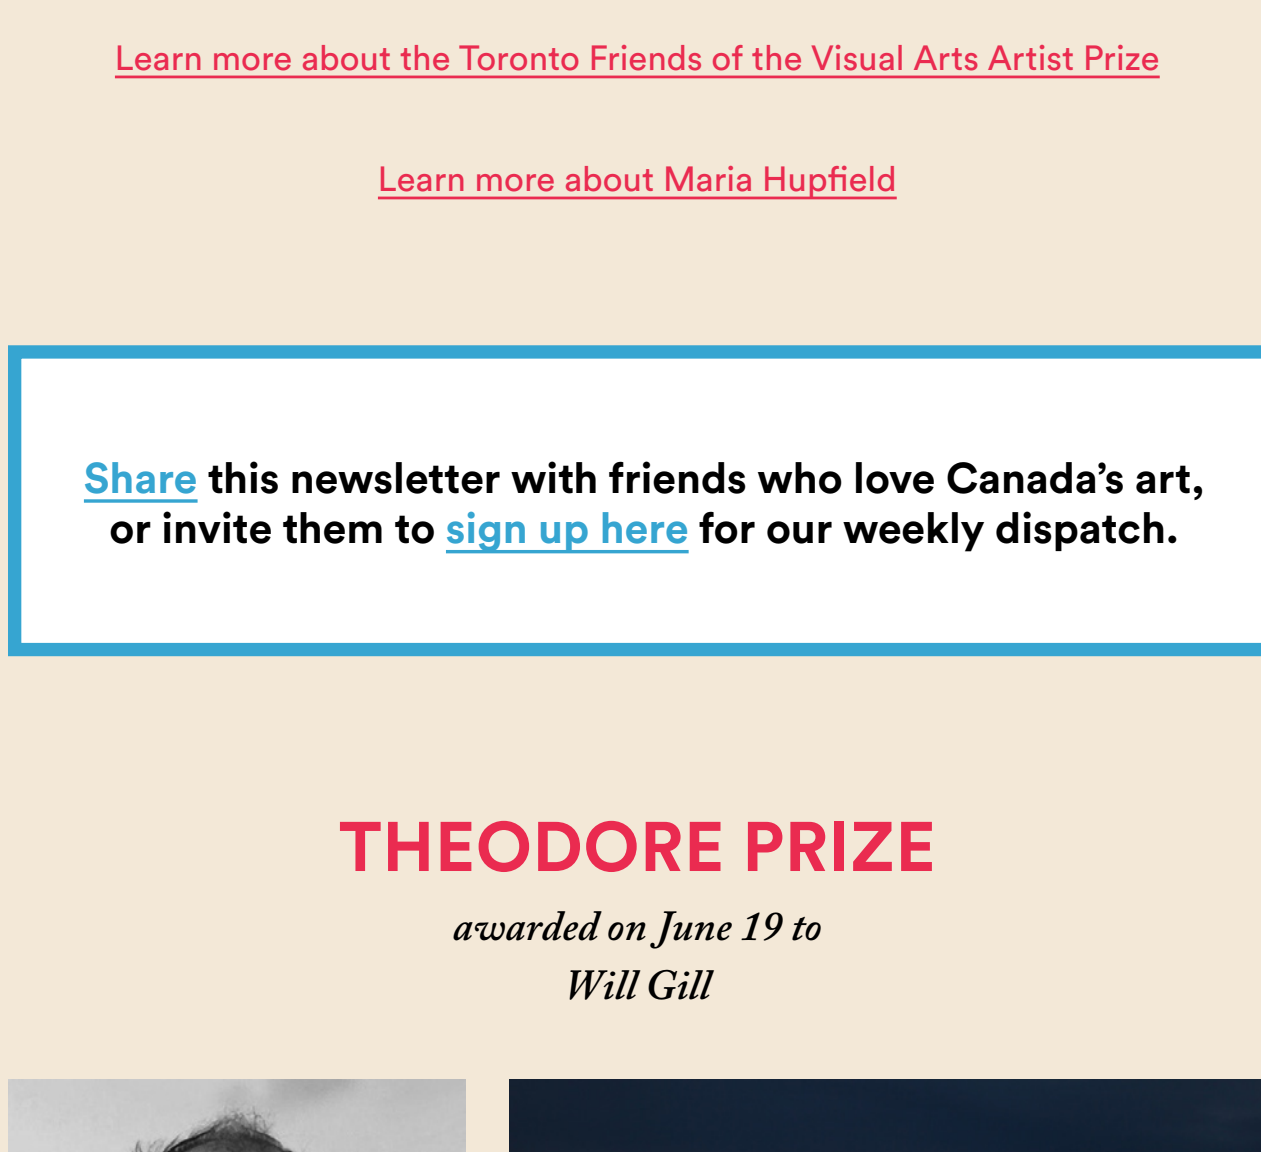 Learn more about the Toronto Friends of the Visual Arts Artist Prize
Learn more about Maria Hupfield
Share this newsletter with friends who love Canada’s art,
or invite them to sign up here for our weekly dispatch.
THEODORE PRIZE
awarded on June 19 to
Will Gill